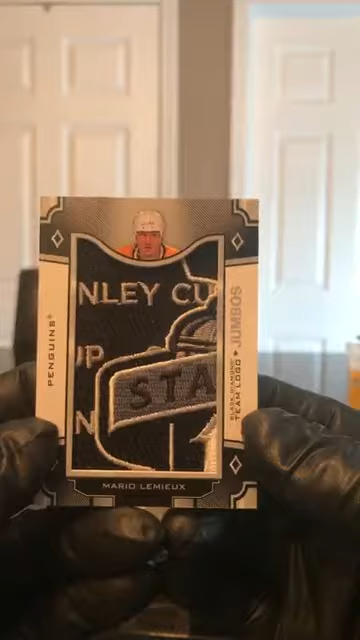 NLEY CU
UP
STA
N
PENGUINS
BLACK DIAMOND
TEAM LOGO ◆ JUMBOS
MARIO LEMIEUX